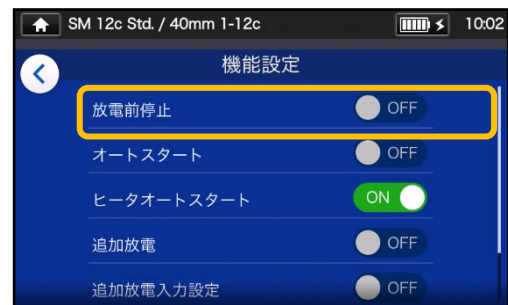 SM 12c Std. / 40mm 1-12c 10:02
機能設定
放電前停止 OFF
オートスタート OFF
ヒータオートスタート ON
追加放電 OFF
追加放電入力設定 OFF